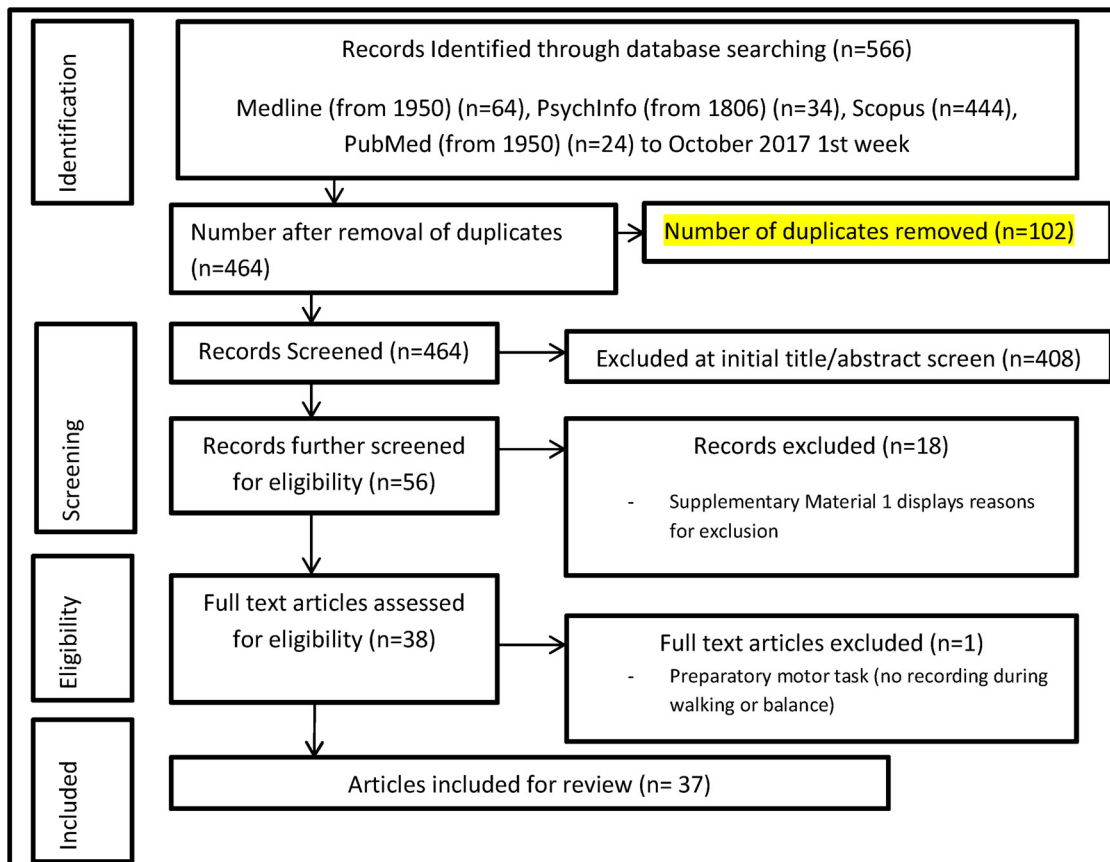 Identification
Records Identified through database searching (n=566)
Medline (from 1950) (n=64), PsychInfo (from 1806) (n=34), Scopus (n=444),
PubMed (from 1950) (n=24) to October 2017 1st week
Number after removal of duplicates
(n=464)
Number of duplicates removed (n=102)
Screening
Records Screened (n=464)
Excluded at initial title/abstract screen (n=408)
Records further screened
for eligibility (n=56)
Records excluded (n=18)
- Supplementary Material 1 displays reasons
for exclusion
Eligibility
Full text articles assessed
for eligibility (n=38)
Full text articles excluded (n=1)
- Preparatory motor task (no recording during
walking or balance)
Included
Articles included for review (n= 37)